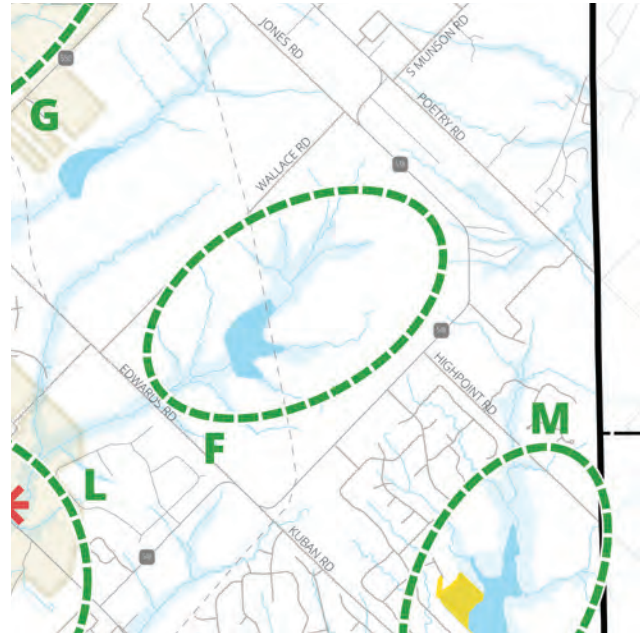 JONES RD
S MUNSON RD
G
POETRY RD
WALLACE RD
EDWARDS RD
HIGHPOINT RD
M
F
L
KUBAN RD